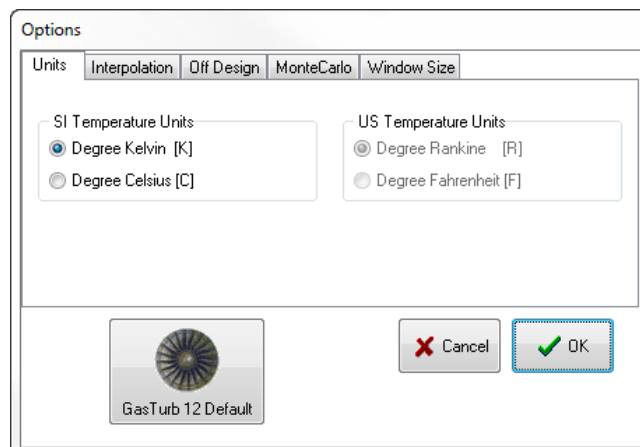 Options
Units Interpolation Off Design MonteCarlo Window Size
SI Temperature Units US Temperature Units
Degree Kelvin [K] Degree Rankine [R]
Degree Celsius [C] Degree Fahrenheit [F]
Cancel OK
GasTurb 12 Default